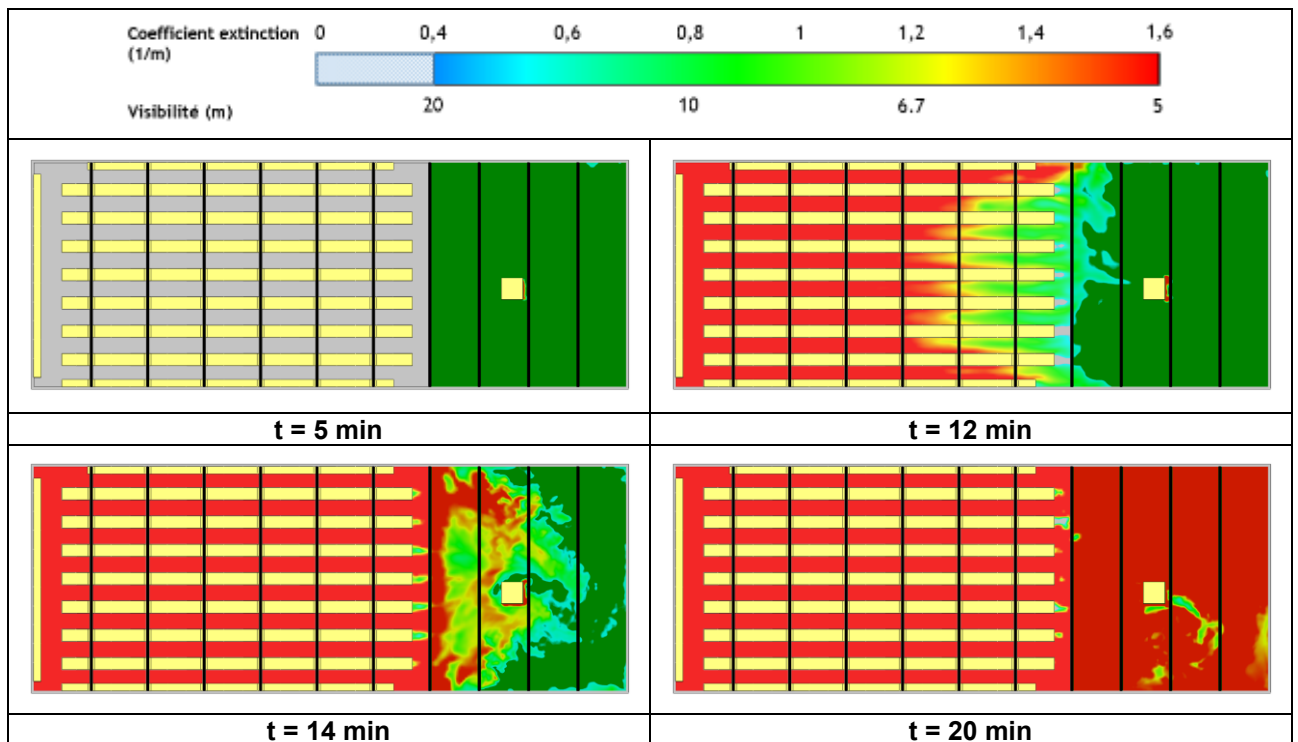 Coefficient extinction 0 0,4 0,6 0,8 1 1,2 1,4 1,6
(1/m)
Visibilité (m) 20 10 6.7 5
t = 5 min t = 12 min
t = 14 min t = 20 min